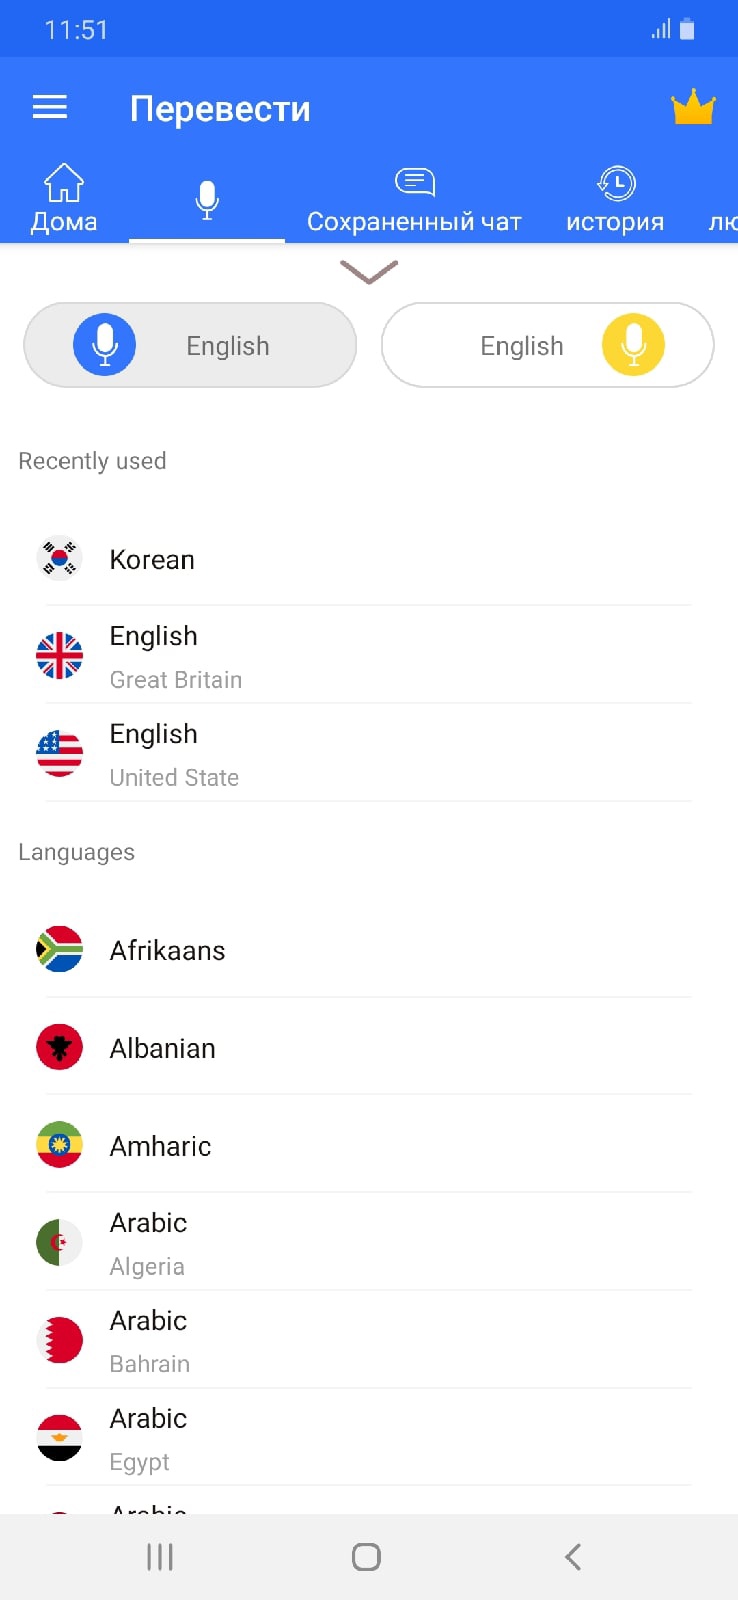 11:51
Перевести
Дома
Сохраненный чат
история
лю
English
English
Recently used
Korean
English
Great Britain
English
United State
Languages
Afrikaans
Albanian
Amharic
Arabic
Algeria
Arabic
Bahrain
Arabic
Egypt
Arabic